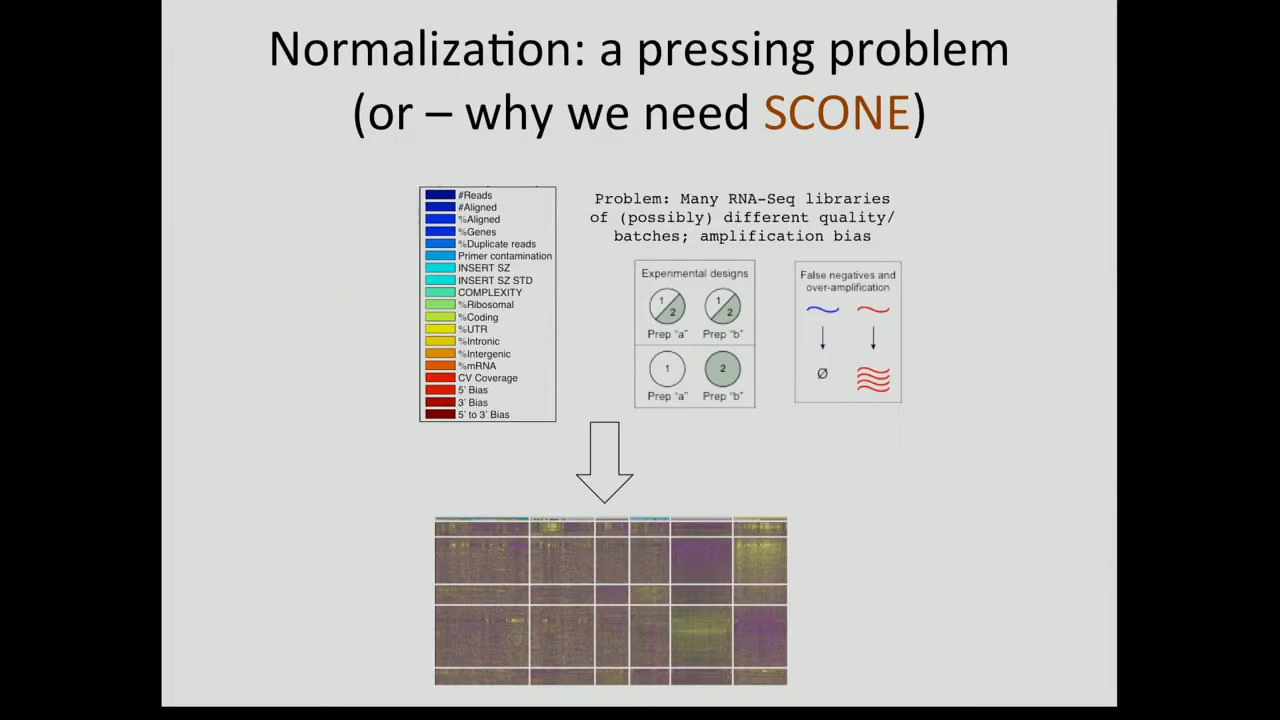 Normalization: a pressing problem
(or – why we need SCONE)
#Reads
#Aligned
%Aligned
%Genes
%Duplicate reads
Primer contamination
INSERT SZ
INSERT SZ STD
COMPLEXITY
%Ribosomal
%Coding
%UTR
%Intronic
%Intergenic
%mRNA
CV Coverage
5' Bias
3' Bias
5' to 3' Bias
Problem: Many RNA-Seq libraries
of (possibly) different quality/
batches; amplification bias
Experimental designs
1 2 1 2
Prep "a" Prep "b"
1 2
Prep "a" Prep "b"
False negatives and
over-amplification
Ø